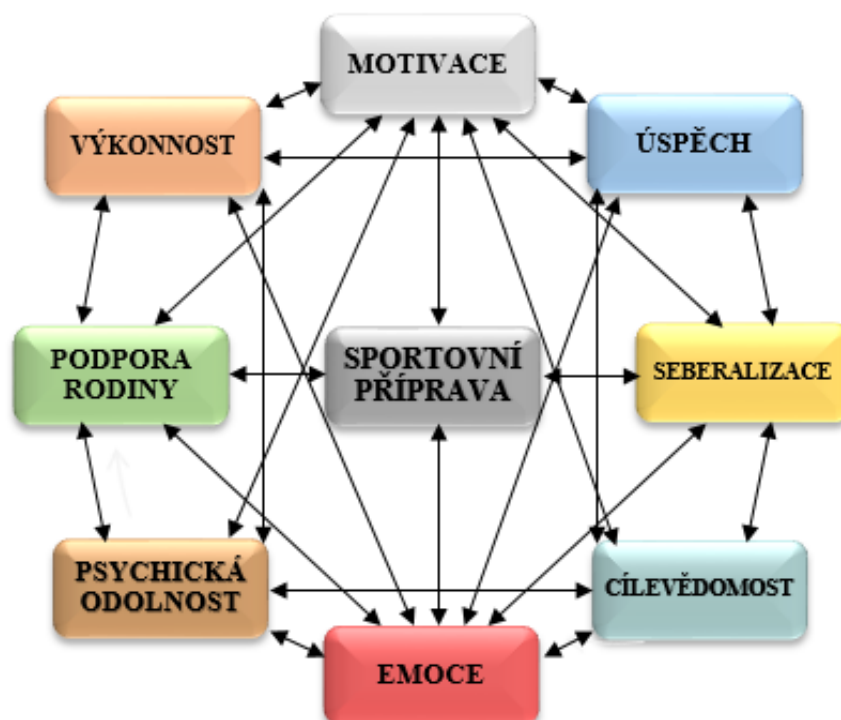 MOTIVACE
VÝKONNOST
ÚSPĚCH
PODPORA
RODINY
SPORTOVNÍ
PŘÍPRAVA
SEBERALIZACE
PSYCHICKÁ
ODOLNOST
CÍLEVĚDOMOST
EMOCE